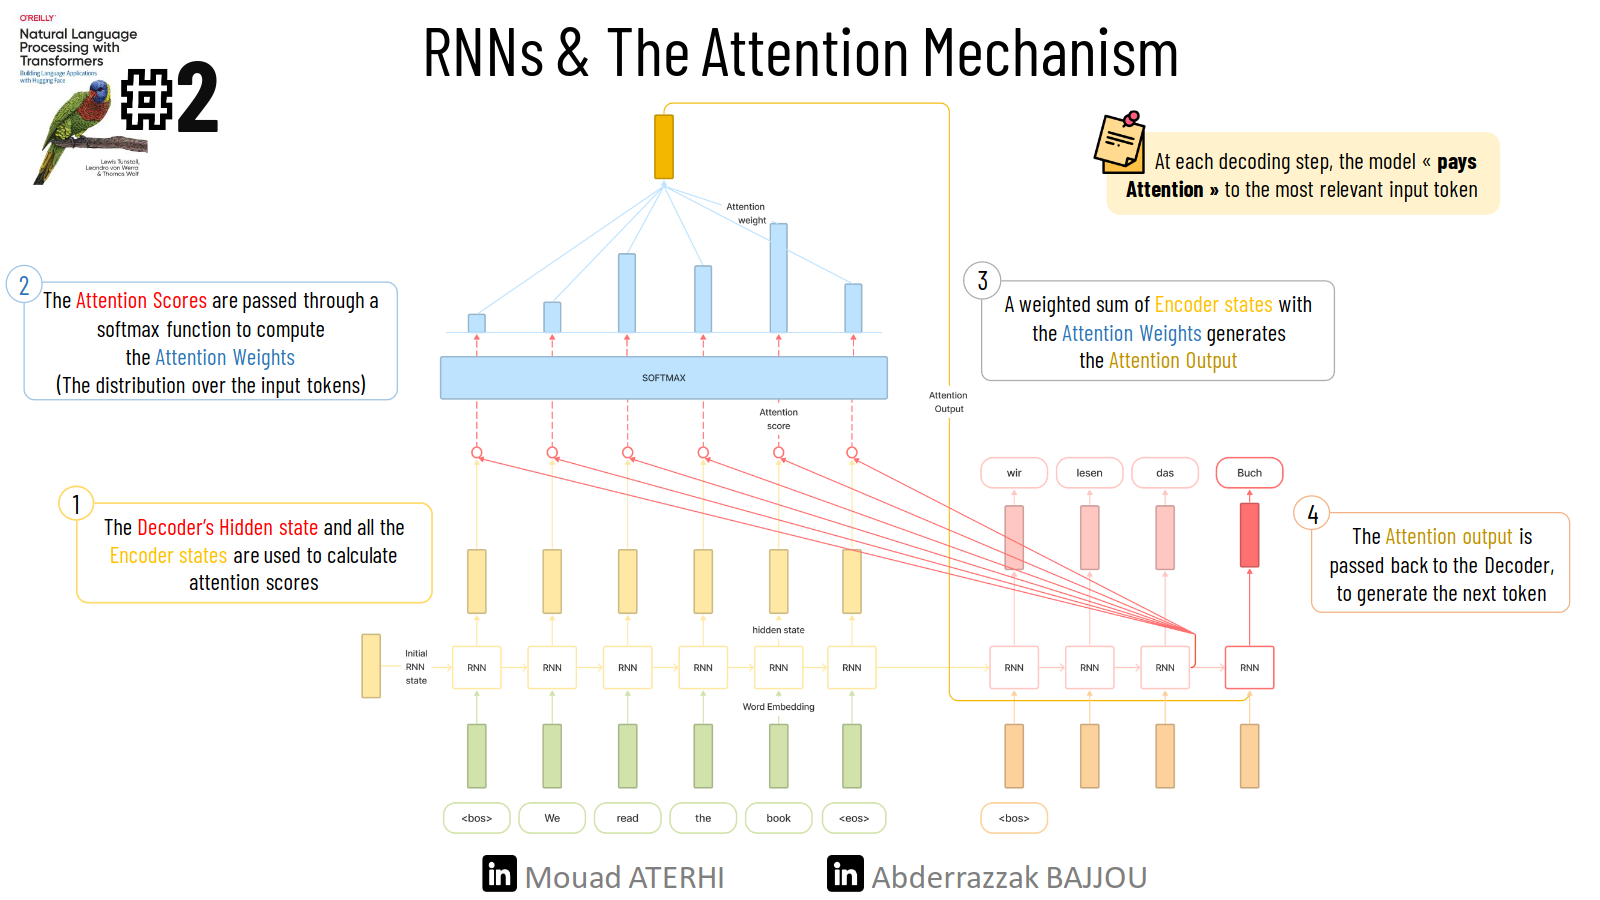 O'REILLY
Natural Language
Processing with
Transformers
Building Language Applications
with Hugging Face
#2
Lewis Tunstall,
Leandro von Werra
& Thomas Wolf
RNNs & The Attention Mechanism
At each decoding step, the model « pays
Attention » to the most relevant input token
Attention
weight
2
The Attention Scores are passed through a
softmax function to compute
the Attention Weights
(The distribution over the input tokens)
3
A weighted sum of Encoder states with
the Attention Weights generates
the Attention Output
SOFTMAX
Attention
Output
Attention
score
wir
lesen
das
Buch
1
The Decoder's Hidden state and all the
Encoder states are used to calculate
attention scores
4
The Attention output is
passed back to the Decoder,
to generate the next token
hidden state
Initial
RNN
state
RNN
RNN
RNN
RNN
RNN
RNN
RNN
RNN
RNN
RNN
Word Embedding
<bos>
We
read
the
book
<eos>
<bos>
in Mouad ATERHI
in Abderrazzak BAJJOU